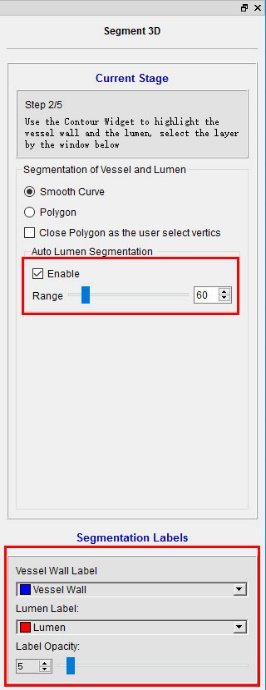 Segment 3D
Current Stage
Step 2/5
Use the Contour Widget to highlight the
vessel wall and the lumen, select the layer
by the window below
Segmentation of Vessel and Lumen
Smooth Curve
Polygon
Close Polygon as the user select vertics
Auto Lumen Segmentation
Enable
Range
60
Segmentation Labels
Vessel Wall Label
Vessel Wall
Lumen Label:
Lumen
Label Opacity:
5